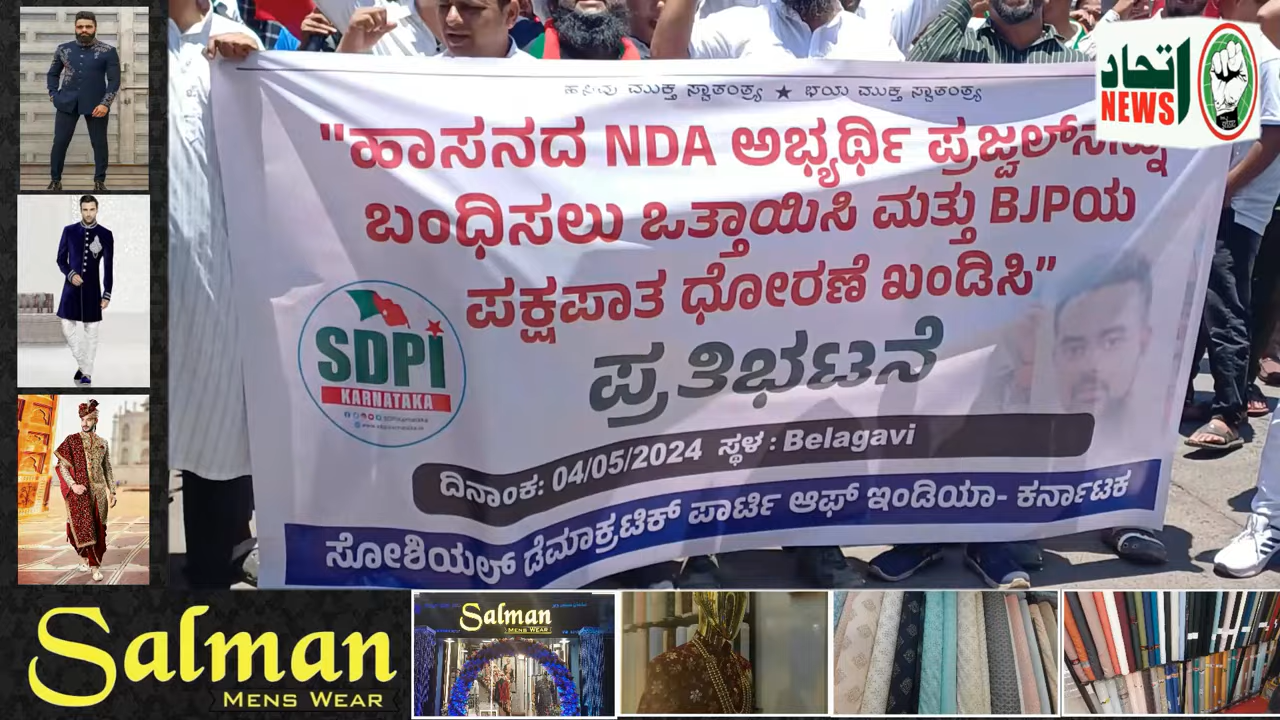 ಹಸಿವು ಮುಕ್ತ ಸ್ವಾತಂತ್ರ್ಯ ★ ಭಯ ಮುಕ್ತ ಸ್ವಾತಂತ್ರ್ಯ
اتحاد
NEWS
"ಹಾಸನದ NDA ಅಭ್ಯರ್ಥಿ ಪ್ರಜ್ವಲ್‌ನನ್ನು
ಬಂಧಿಸಲು ಒತ್ತಾಯಿಸಿ ಮತ್ತು BJPಯ
ಪಕ್ಷಪಾತ ಧೋರಣೆ ಖಂಡಿಸಿ"
ಪ್ರತಿಭಟನೆ
SDPI
KARNATAKA
ದಿನಾಂಕ: 04/05/2024 ಸ್ಥಳ : Belagavi
ಸೋಶಿಯಲ್ ಡೆಮಾಕ್ರಟಿಕ್ ಪಾರ್ಟಿ ಆಫ್ ಇಂಡಿಯಾ- ಕರ್ನಾಟಕ
Salman
MENS WEAR
Salman
MENS WEAR